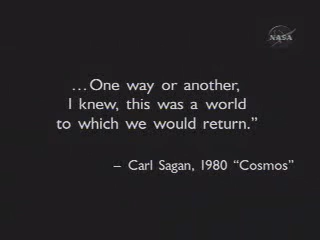 NASA
...One way or another,
I knew, this was a world
to which we would return.”
– Carl Sagan, 1980 “Cosmos”